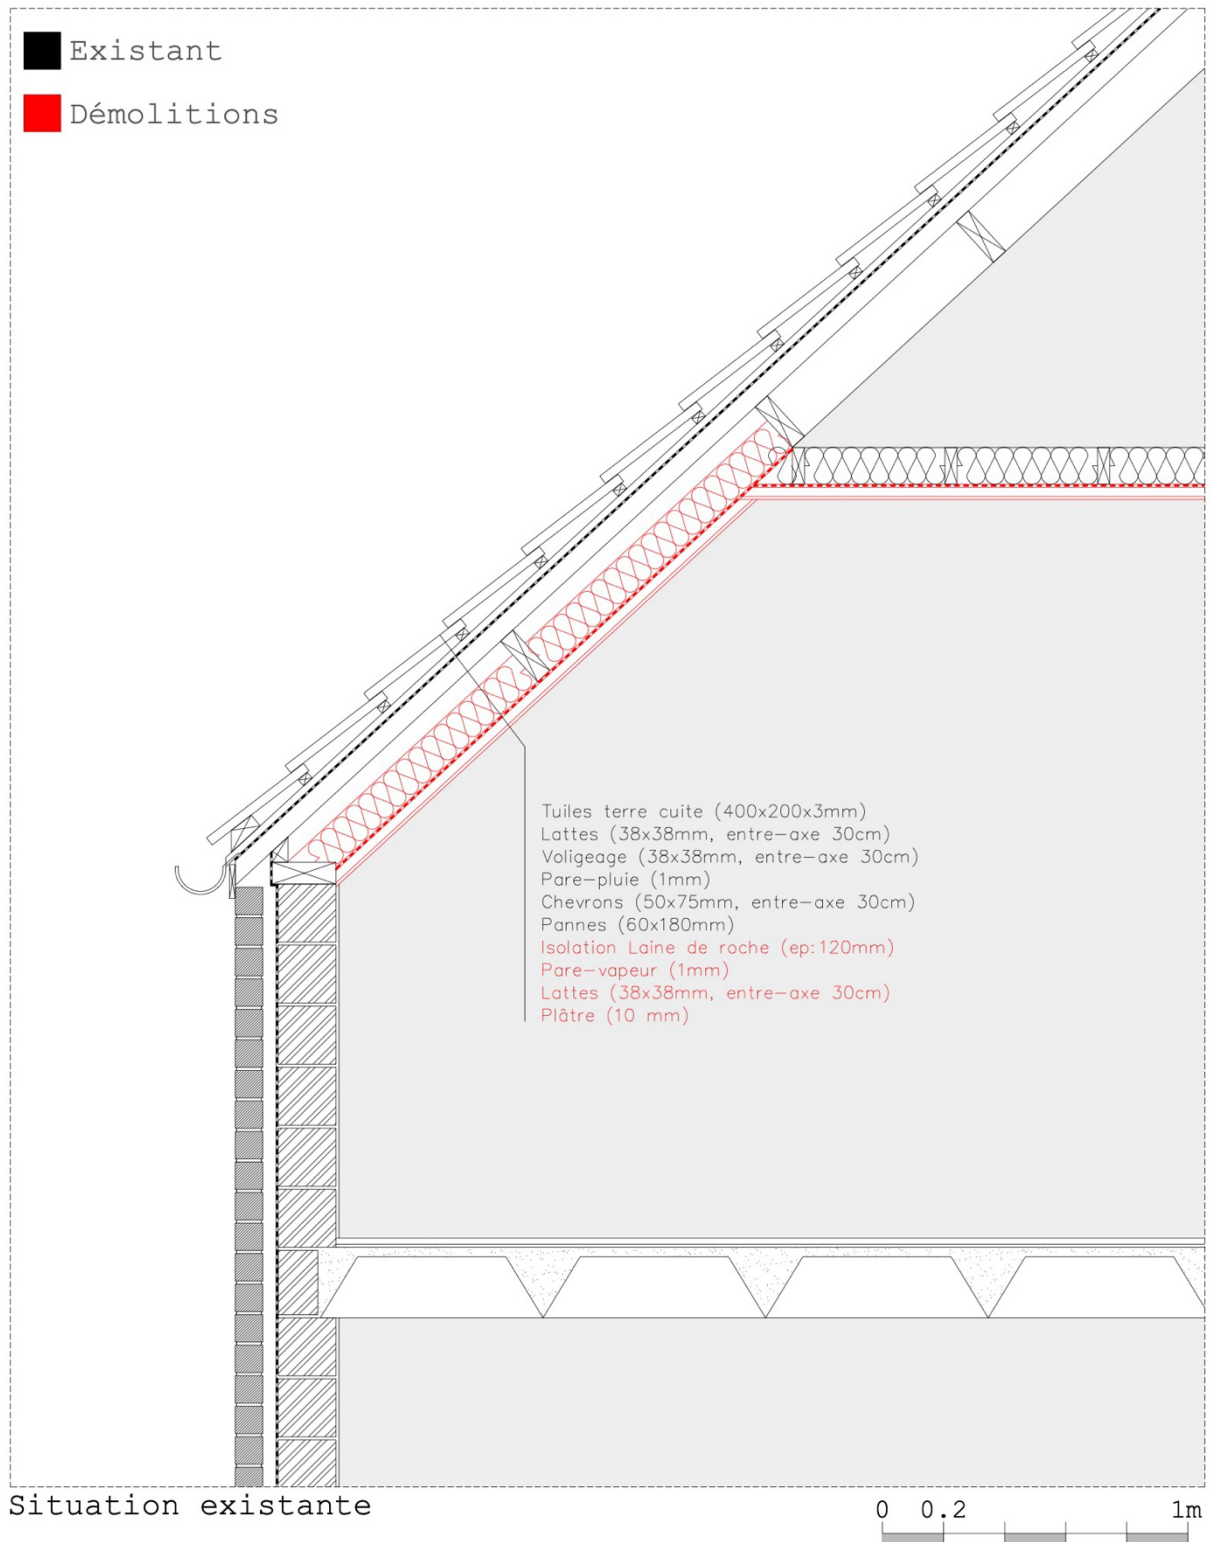 Existant
Démolitions
Tuiles terre cuite (400x200x3mm)
Lattes (38x38mm, entre-axe 30cm)
Voligeage (38x38mm, entre-axe 30cm)
Pare-pluie (1mm)
Chevrons (50x75mm, entre-axe 30cm)
Pannes (60x180mm)
Isolation Laine de roche (ep:120mm)
Pare-vapeur (1mm)
Lattes (38x38mm, entre-axe 30cm)
Plâtre (10 mm)
Situation existante
0 0.2 1m